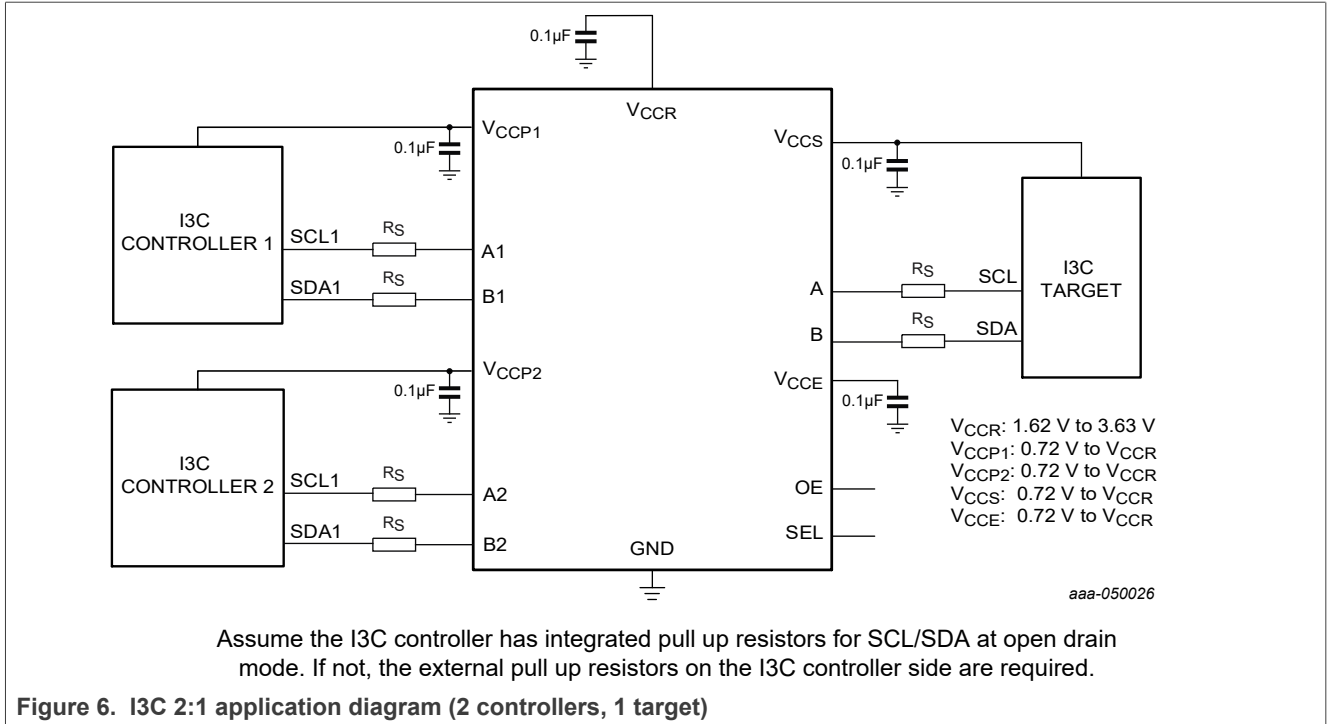 0.1µF
VCCR
VCCP1
0.1µF
VCCS
0.1µF
I3C
CONTROLLER 1
SCL1
RS
A1
SDA1
RS
B1
I3C
TARGET
A
RS
SCL
B
RS
SDA
VCCP2
0.1µF
VCCE
0.1µF
I3C
CONTROLLER 2
SCL1
RS
A2
SDA1
RS
B2
OE
SEL
GND
VCCR: 1.62 V to 3.63 V
VCCP1: 0.72 V to VCCR
VCCP2: 0.72 V to VCCR
VCCS: 0.72 V to VCCR
VCCE: 0.72 V to VCCR
aaa-050026
Assume the I3C controller has integrated pull up resistors for SCL/SDA at open drain
mode. If not, the external pull up resistors on the I3C controller side are required.
Figure 6. I3C 2:1 application diagram (2 controllers, 1 target)